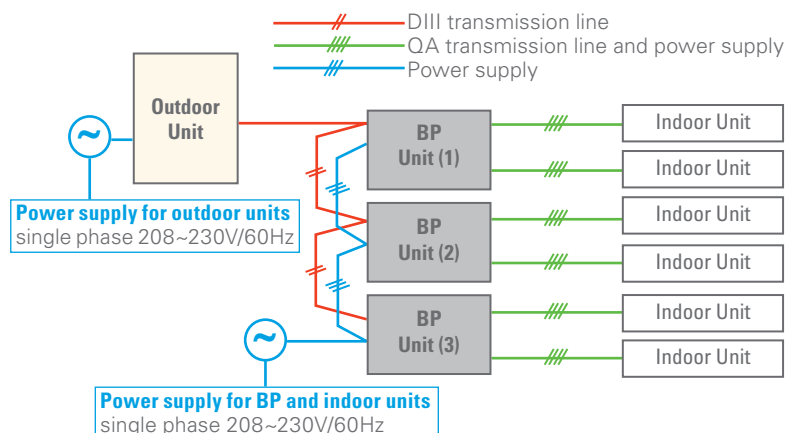 DIII transmission line
QA transmission line and power supply
Power supply
Outdoor
Unit
BP
Unit (1)
Indoor Unit
Indoor Unit
~
Power supply for outdoor units
single phase 208~230V/60Hz
BP
Unit (2)
Indoor Unit
Indoor Unit
BP
Unit (3)
Indoor Unit
Indoor Unit
~
Power supply for BP and indoor units
single phase 208~230V/60Hz